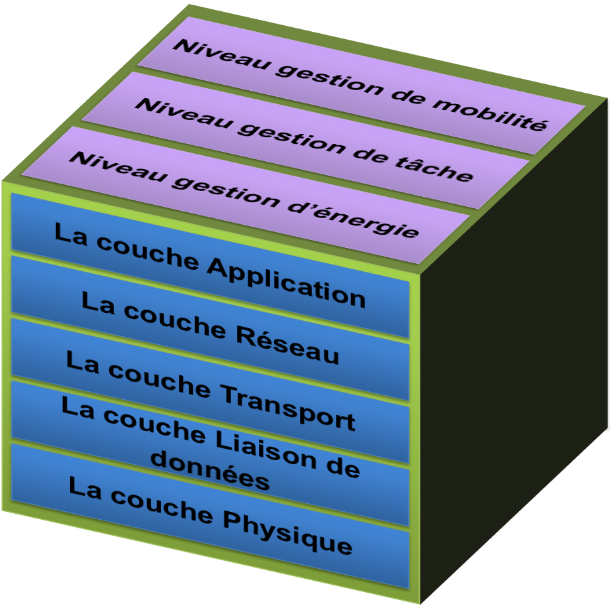 Niveau gestion de mobilité
Niveau gestion de tâche
Niveau gestion d'énergie
La couche Application
La couche Réseau
La couche Transport
La couche Liaison de
données
La couche Physique